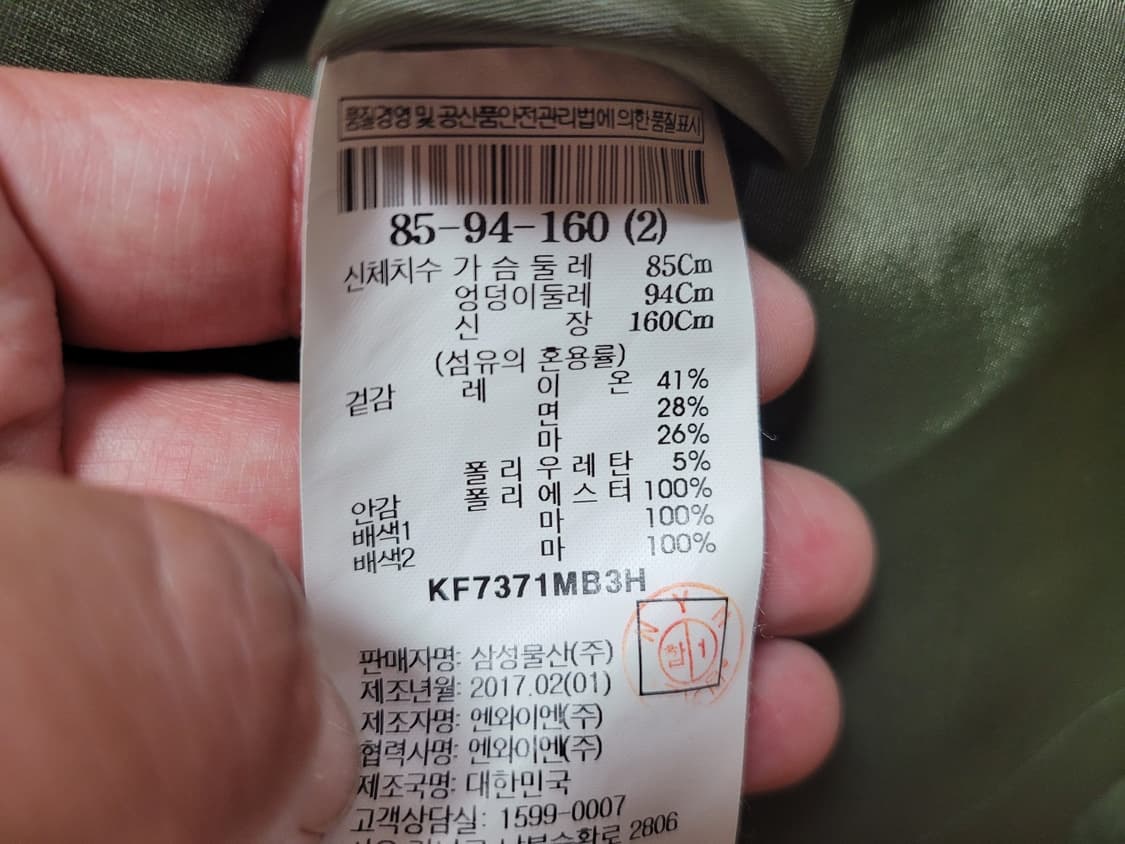 품질경영 및 공산품안전관리법에 의한 품질표시
85-94-160 (2)
신체치수 가슴둘레 85Cm
엉덩이둘레 94Cm
신장 160Cm
(섬유의 혼용률)
겉감 레이온 41%
면 28%
마 26%
폴리우레탄 5%
안감 폴리에스터 100%
배색1 마 100%
배색2 마 100%
KF7371MB3H
N Y N
검 1
판매자명: 삼성물산(주)
제조년월: 2017.02(01)
제조자명: 엔와이엔(주)
협력사명: 엔와이엔(주)
제조국명: 대한민국
고객상담실: 1599-0007
2806